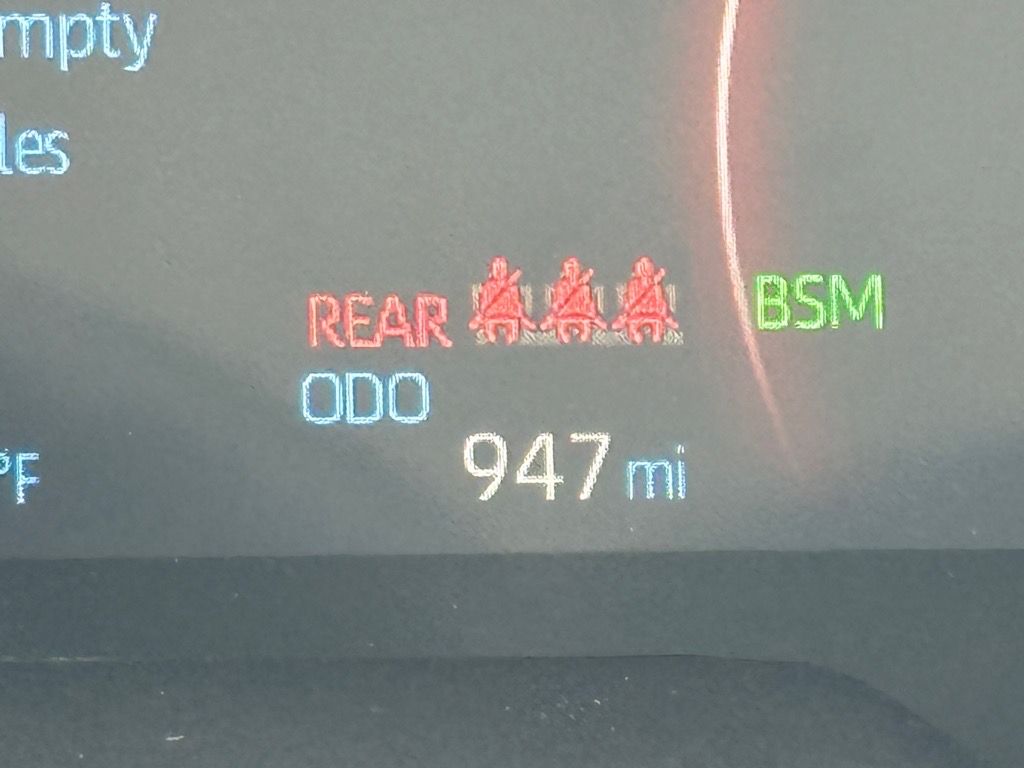 mpty
les
REAR BSM
ODO
°F
947 mi